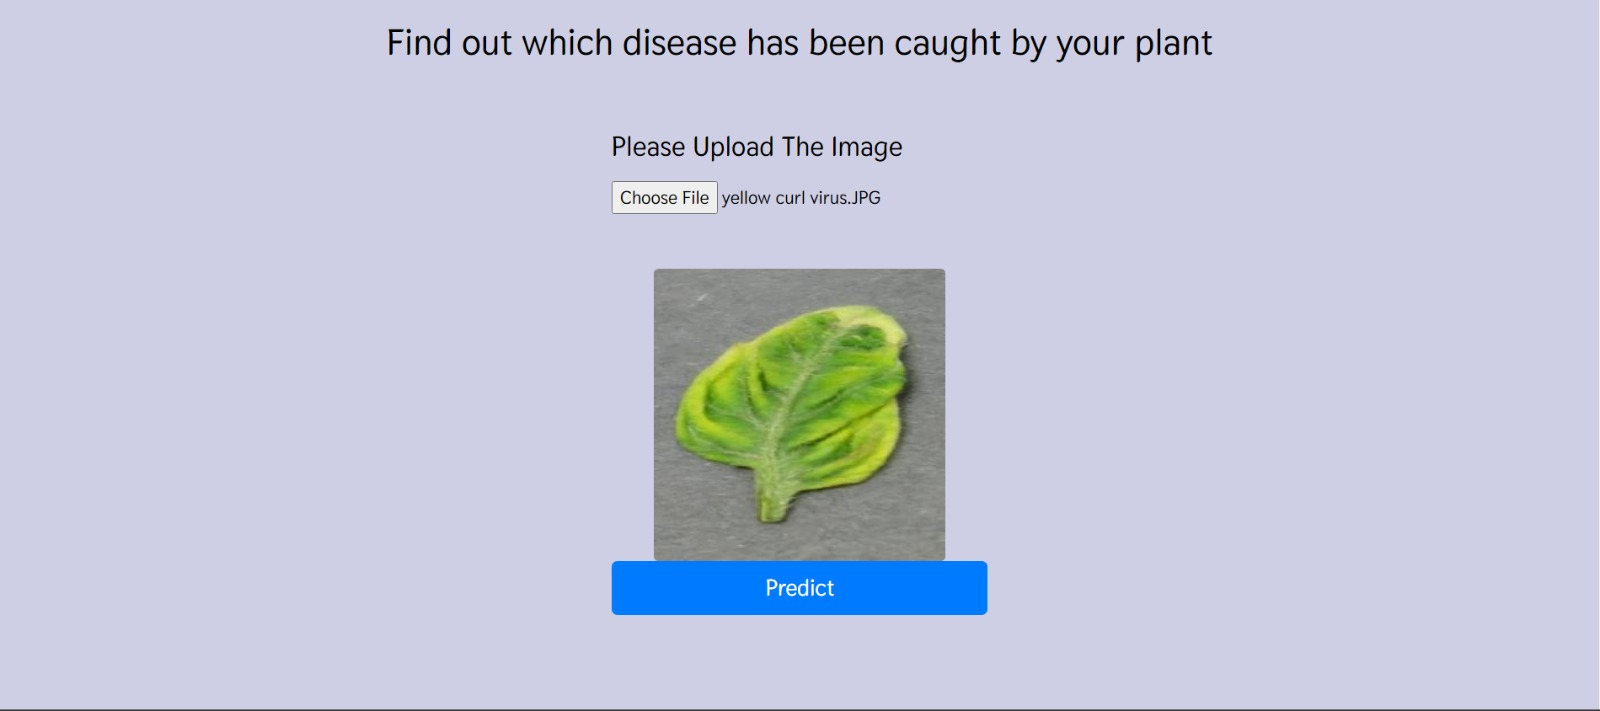 Find out which disease has been caught by your plant
Please Upload The Image
Choose File yellow curl virus.JPG
Predict